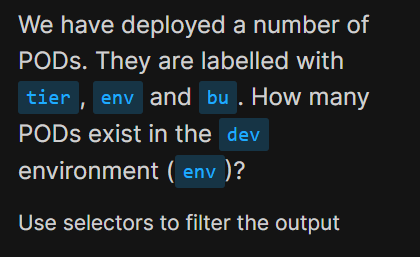 We have deployed a number of
PODs. They are labelled with
tier , env and bu . How many
PODs exist in the dev
environment ( env )?
Use selectors to filter the output